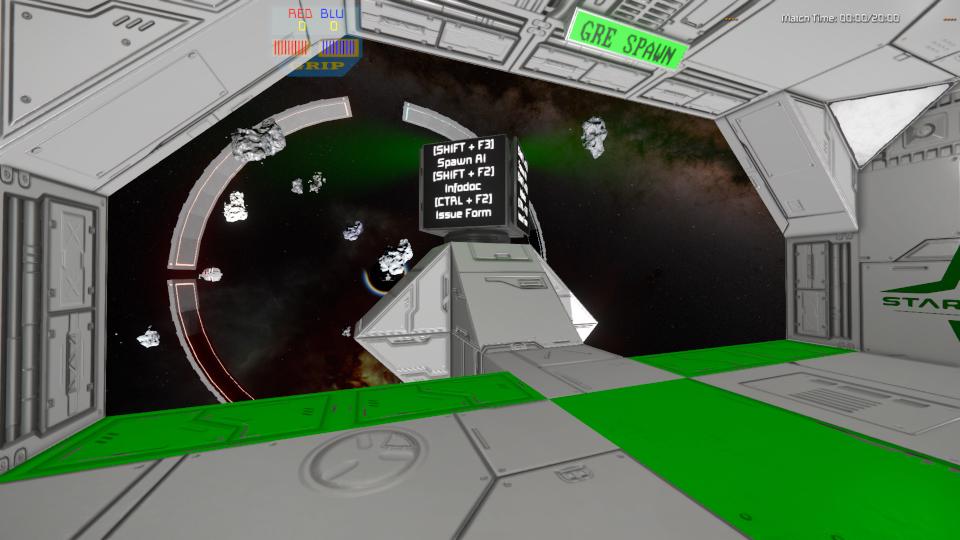 RED BLU
0 0
GRIP
GRE SPAWN
Match Time: 00:00/20:00
[SHIFT + F3]
Spawn AI
[SHIFT + F2]
Infodoc
[CTRL + F2]
Issue Form
STAR